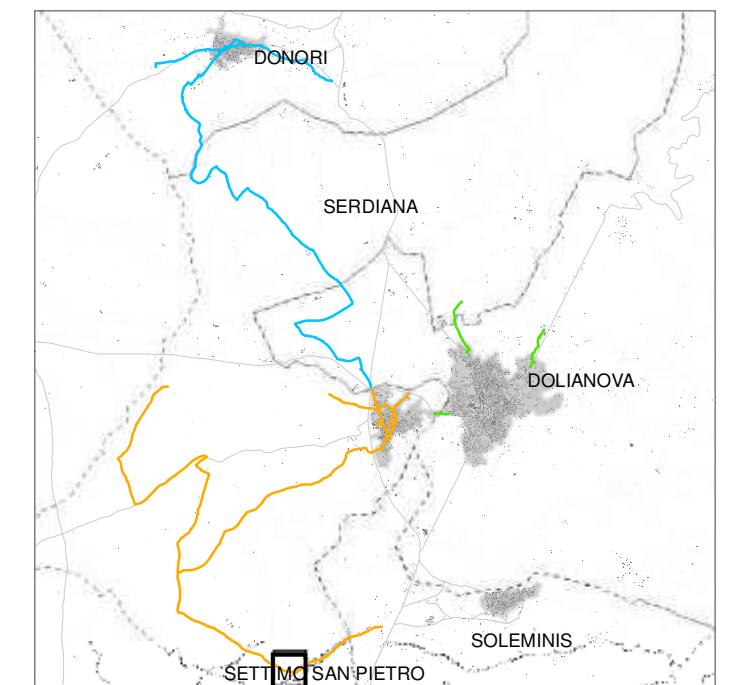 DONORI
SERDIANA
DOLIANOVA
SOLEMINIS
SETTIMO SAN PIETRO